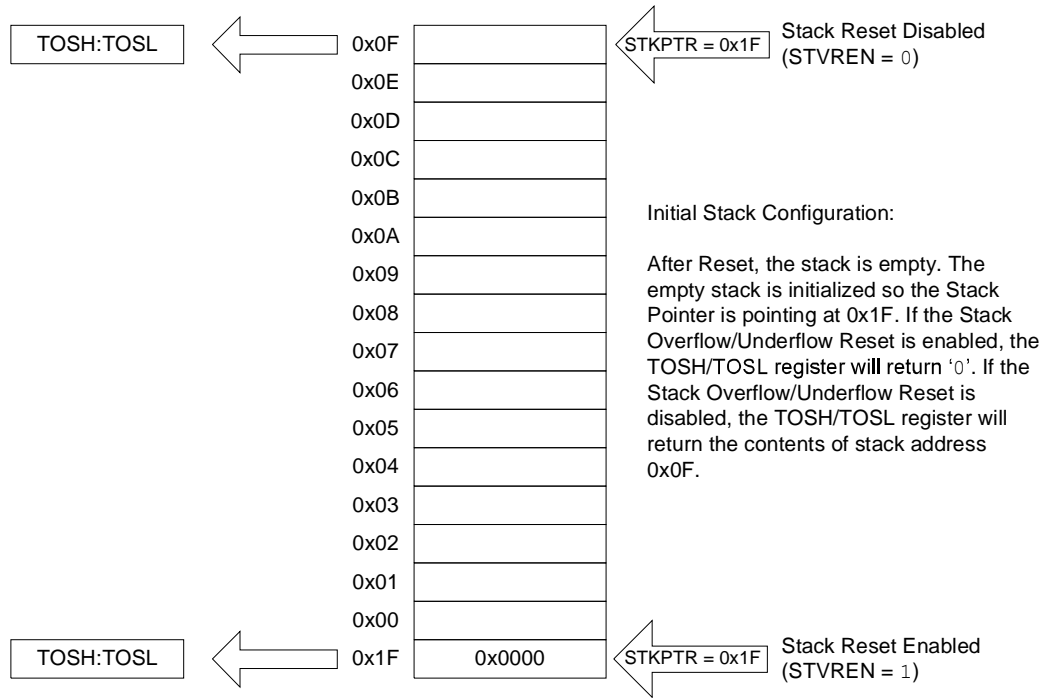 TOSH:TOSL
0x0F
STKPTR = 0x1F
Stack Reset Disabled
(STVREN = 0)
0x0E
0x0D
0x0C
0x0B
0x0A
0x09
0x08
0x07
0x06
0x05
0x04
0x03
0x02
0x01
0x00
Initial Stack Configuration:
After Reset, the stack is empty. The
empty stack is initialized so the Stack
Pointer is pointing at 0x1F. If the Stack
Overflow/Underflow Reset is enabled, the
TOSH/TOSL register will return ‘0’. If the
Stack Overflow/Underflow Reset is
disabled, the TOSH/TOSL register will
return the contents of stack address
0x0F.
TOSH:TOSL
0x1F
0x0000
STKPTR = 0x1F
Stack Reset Enabled
(STVREN = 1)